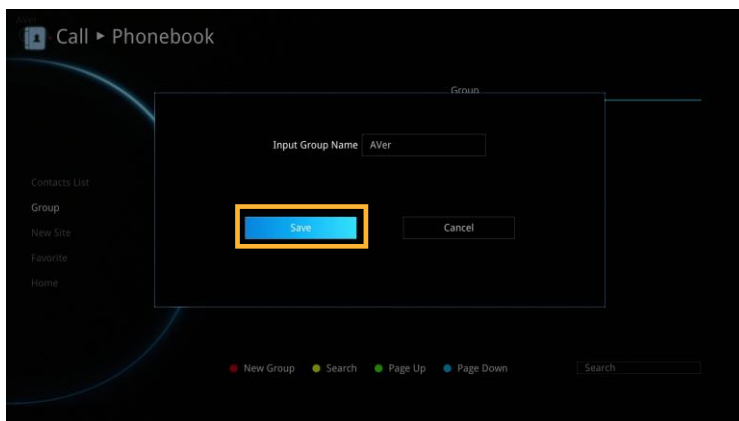 AVer
Call ▸ Phonebook
Group
Input Group Name AVer
Contacts List
Group
Save Cancel
New Site
Favorite
Home
New Group Search Page Up Page Down Search